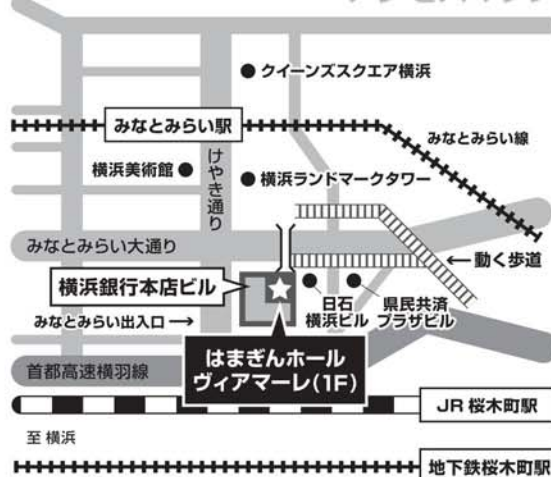 クイーンズスクエア横浜
みなとみらい駅
みなとみらい線
横浜美術館
けやき通り
横浜ランドマークタワー
みなとみらい大通り
←動く歩道
横浜銀行本店ビル
日石
横浜ビル
県民共済
プラザビル
みなとみらい出入口→
はまぎんホール
ヴィアマーレ(1F)
首都高速横羽線
JR 桜木町駅
至 横浜
地下鉄桜木町駅